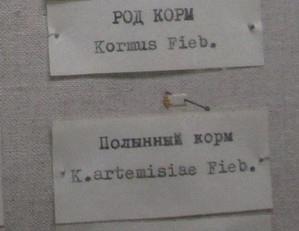 РОД КОРМ
Kormus Fieb.
Полынный корм
K.artemisiae Fieb.